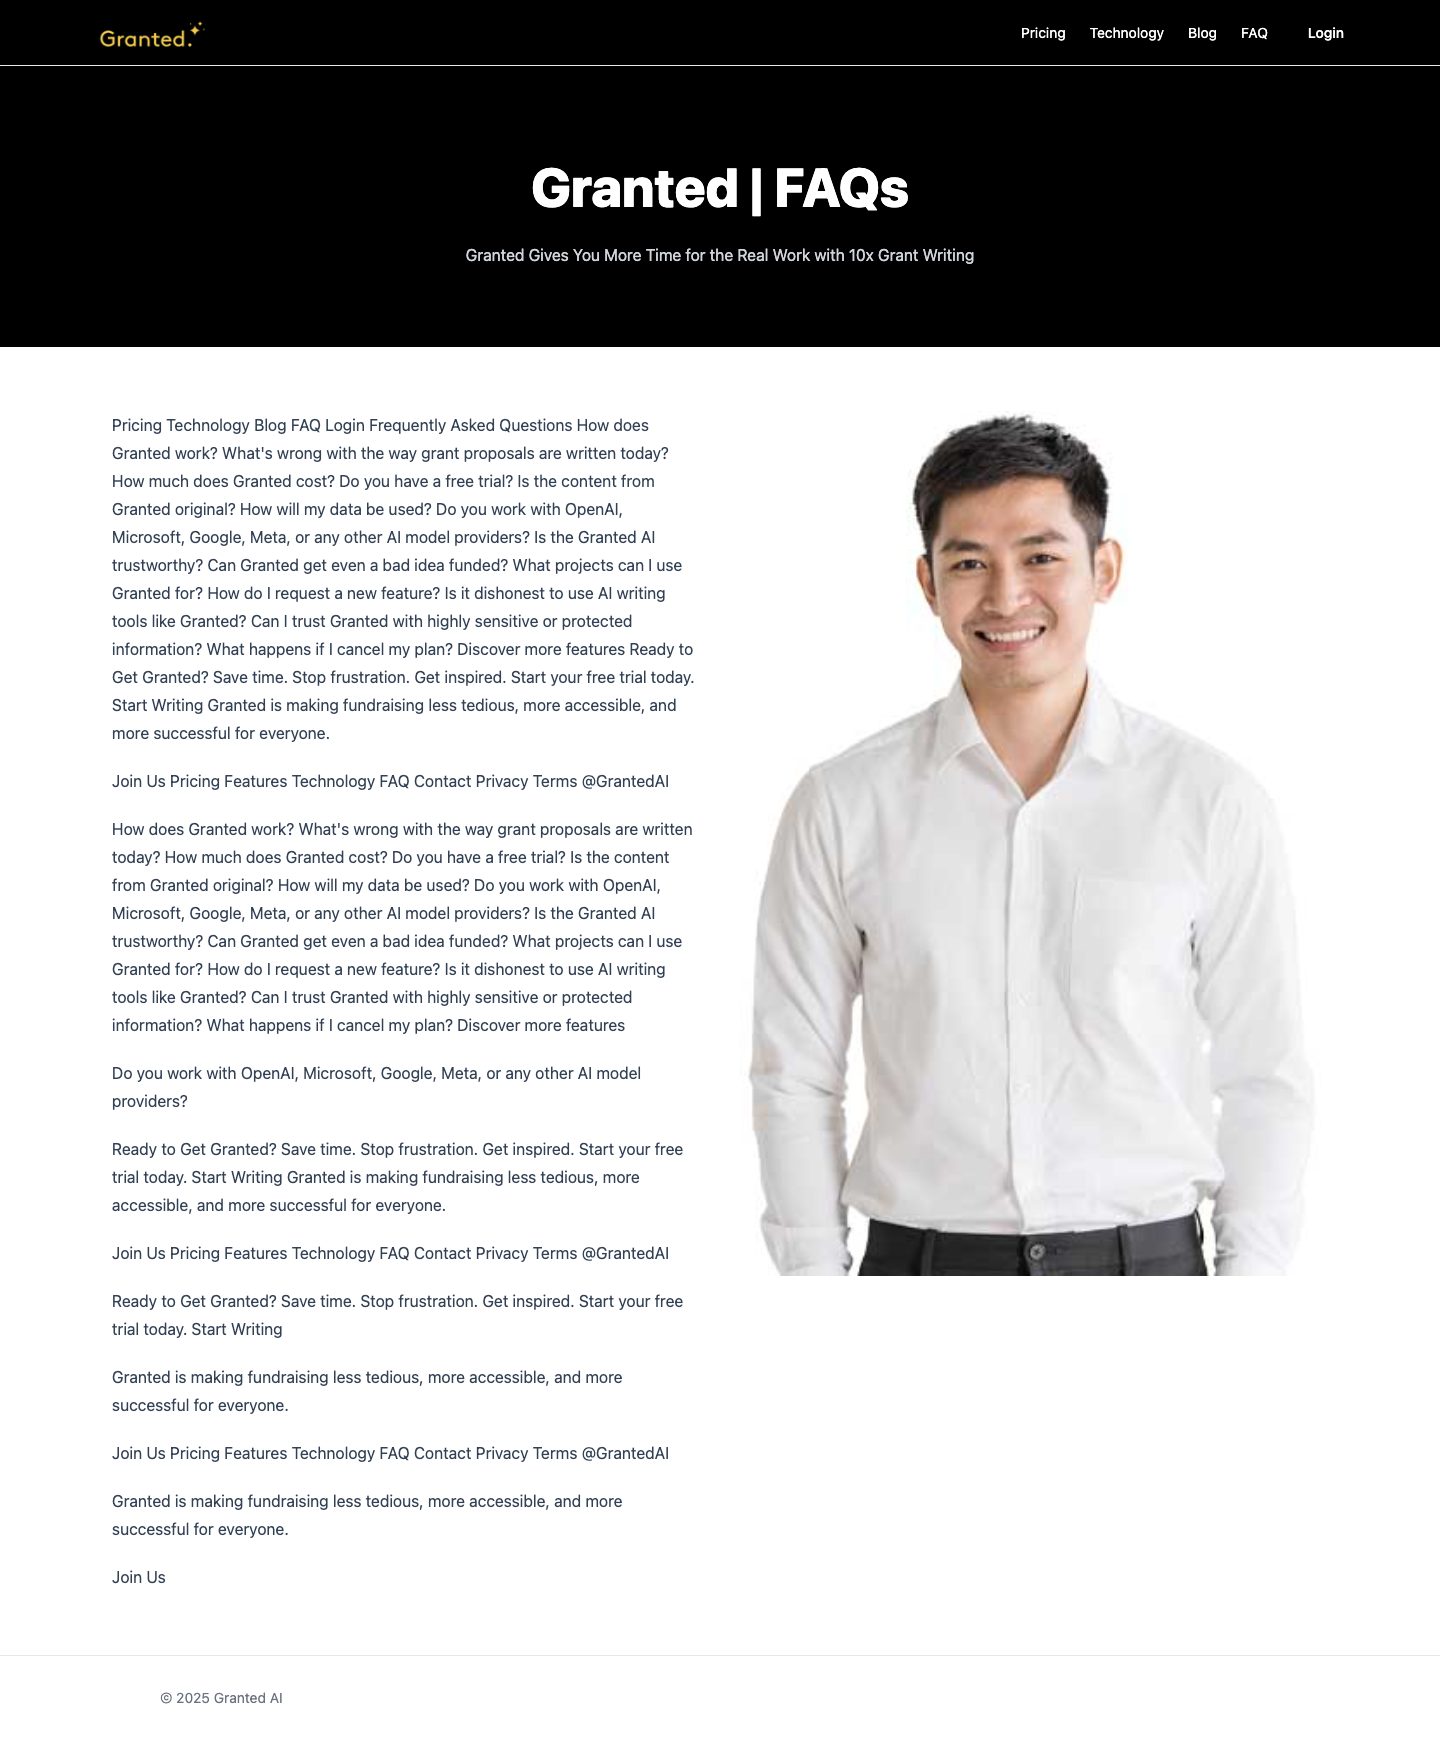 Granted.
Pricing Technology Blog FAQ Login
Granted | FAQs
Granted Gives You More Time for the Real Work with 10x Grant Writing
Pricing Technology Blog FAQ Login Frequently Asked Questions How does
Granted work? What's wrong with the way grant proposals are written today?
How much does Granted cost? Do you have a free trial? Is the content from
Granted original? How will my data be used? Do you work with OpenAI,
Microsoft, Google, Meta, or any other AI model providers? Is the Granted AI
trustworthy? Can Granted get even a bad idea funded? What projects can I use
Granted for? How do I request a new feature? Is it dishonest to use AI writing
tools like Granted? Can I trust Granted with highly sensitive or protected
information? What happens if I cancel my plan? Discover more features Ready to
Get Granted? Save time. Stop frustration. Get inspired. Start your free trial today.
Start Writing Granted is making fundraising less tedious, more accessible, and
more successful for everyone.
Join Us Pricing Features Technology FAQ Contact Privacy Terms @GrantedAI
How does Granted work? What's wrong with the way grant proposals are written
today? How much does Granted cost? Do you have a free trial? Is the content
from Granted original? How will my data be used? Do you work with OpenAI,
Microsoft, Google, Meta, or any other AI model providers? Is the Granted AI
trustworthy? Can Granted get even a bad idea funded? What projects can I use
Granted for? How do I request a new feature? Is it dishonest to use AI writing
tools like Granted? Can I trust Granted with highly sensitive or protected
information? What happens if I cancel my plan? Discover more features
Do you work with OpenAI, Microsoft, Google, Meta, or any other AI model
providers?
Ready to Get Granted? Save time. Stop frustration. Get inspired. Start your free
trial today. Start Writing Granted is making fundraising less tedious, more
accessible, and more successful for everyone.
Join Us Pricing Features Technology FAQ Contact Privacy Terms @GrantedAI
Ready to Get Granted? Save time. Stop frustration. Get inspired. Start your free
trial today. Start Writing
Granted is making fundraising less tedious, more accessible, and more
successful for everyone.
Join Us Pricing Features Technology FAQ Contact Privacy Terms @GrantedAI
Granted is making fundraising less tedious, more accessible, and more
successful for everyone.
Join Us
© 2025 Granted AI